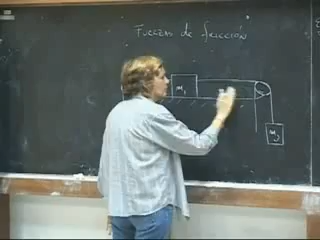 Fuerzas de fricción
m₁
m₂